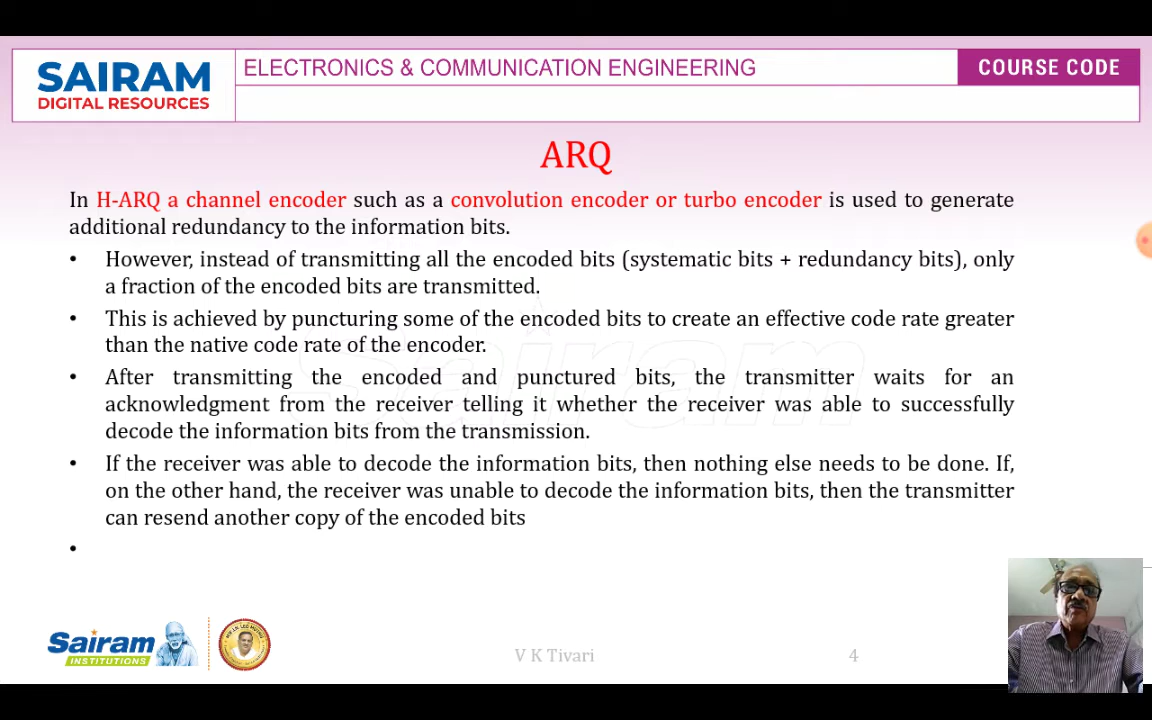 SAIRAM
DIGITAL RESOURCES
ELECTRONICS & COMMUNICATION ENGINEERING
COURSE CODE
ARQ
In H-ARQ a channel encoder such as a convolution encoder or turbo encoder is used to generate
additional redundancy to the information bits.
• However, instead of transmitting all the encoded bits (systematic bits + redundancy bits), only
a fraction of the encoded bits are transmitted.
• This is achieved by puncturing some of the encoded bits to create an effective code rate greater
than the native code rate of the encoder.
• After transmitting the encoded and punctured bits, the transmitter waits for an
acknowledgment from the receiver telling it whether the receiver was able to successfully
decode the information bits from the transmission.
• If the receiver was able to decode the information bits, then nothing else needs to be done. If,
on the other hand, the receiver was unable to decode the information bits, then the transmitter
can resend another copy of the encoded bits
•
Sairam
Sairam
INSTITUTIONS
V K Tivari
4